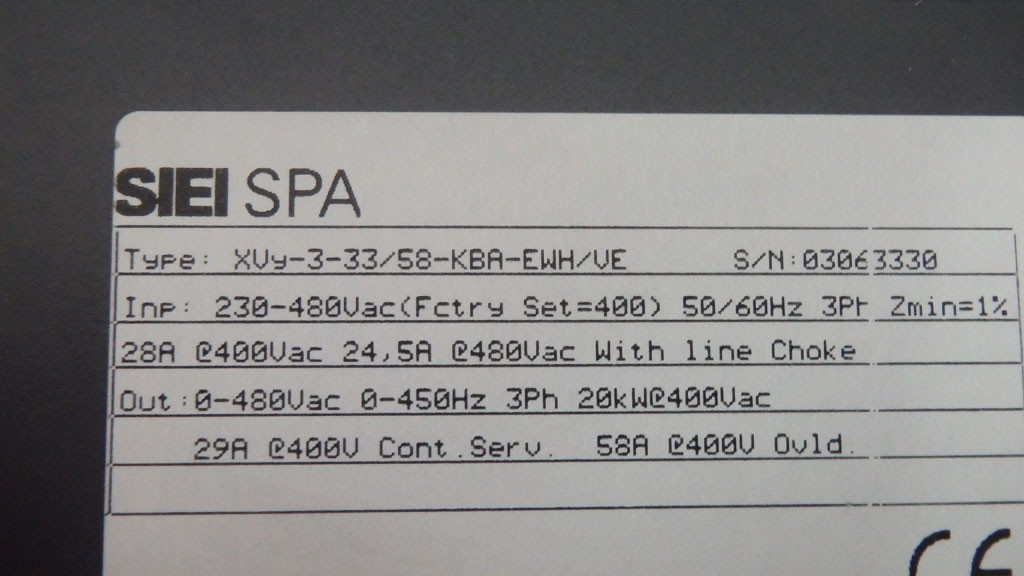 SIEI SPA
Type: XVy-3-33/58-KBA-EWH/VE S/N:03063330
Inp: 230-480Vac(Fctry Set=400) 50/60Hz 3Ph Zmin=1%
28A @400Vac 24,5A @480Vac With line Choke
Out:0-480Vac 0-450Hz 3Ph 20kW@400Vac
29A @400V Cont.Serv. 58A @400V Ovld.
CE